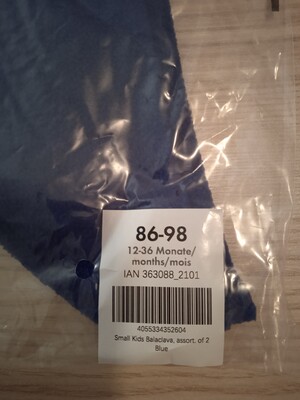 86-98
12-36 Monate/
months/mois
IAN 363088_2101
4055334352604
Small Kids Balaclava, assort. of 2
Blue